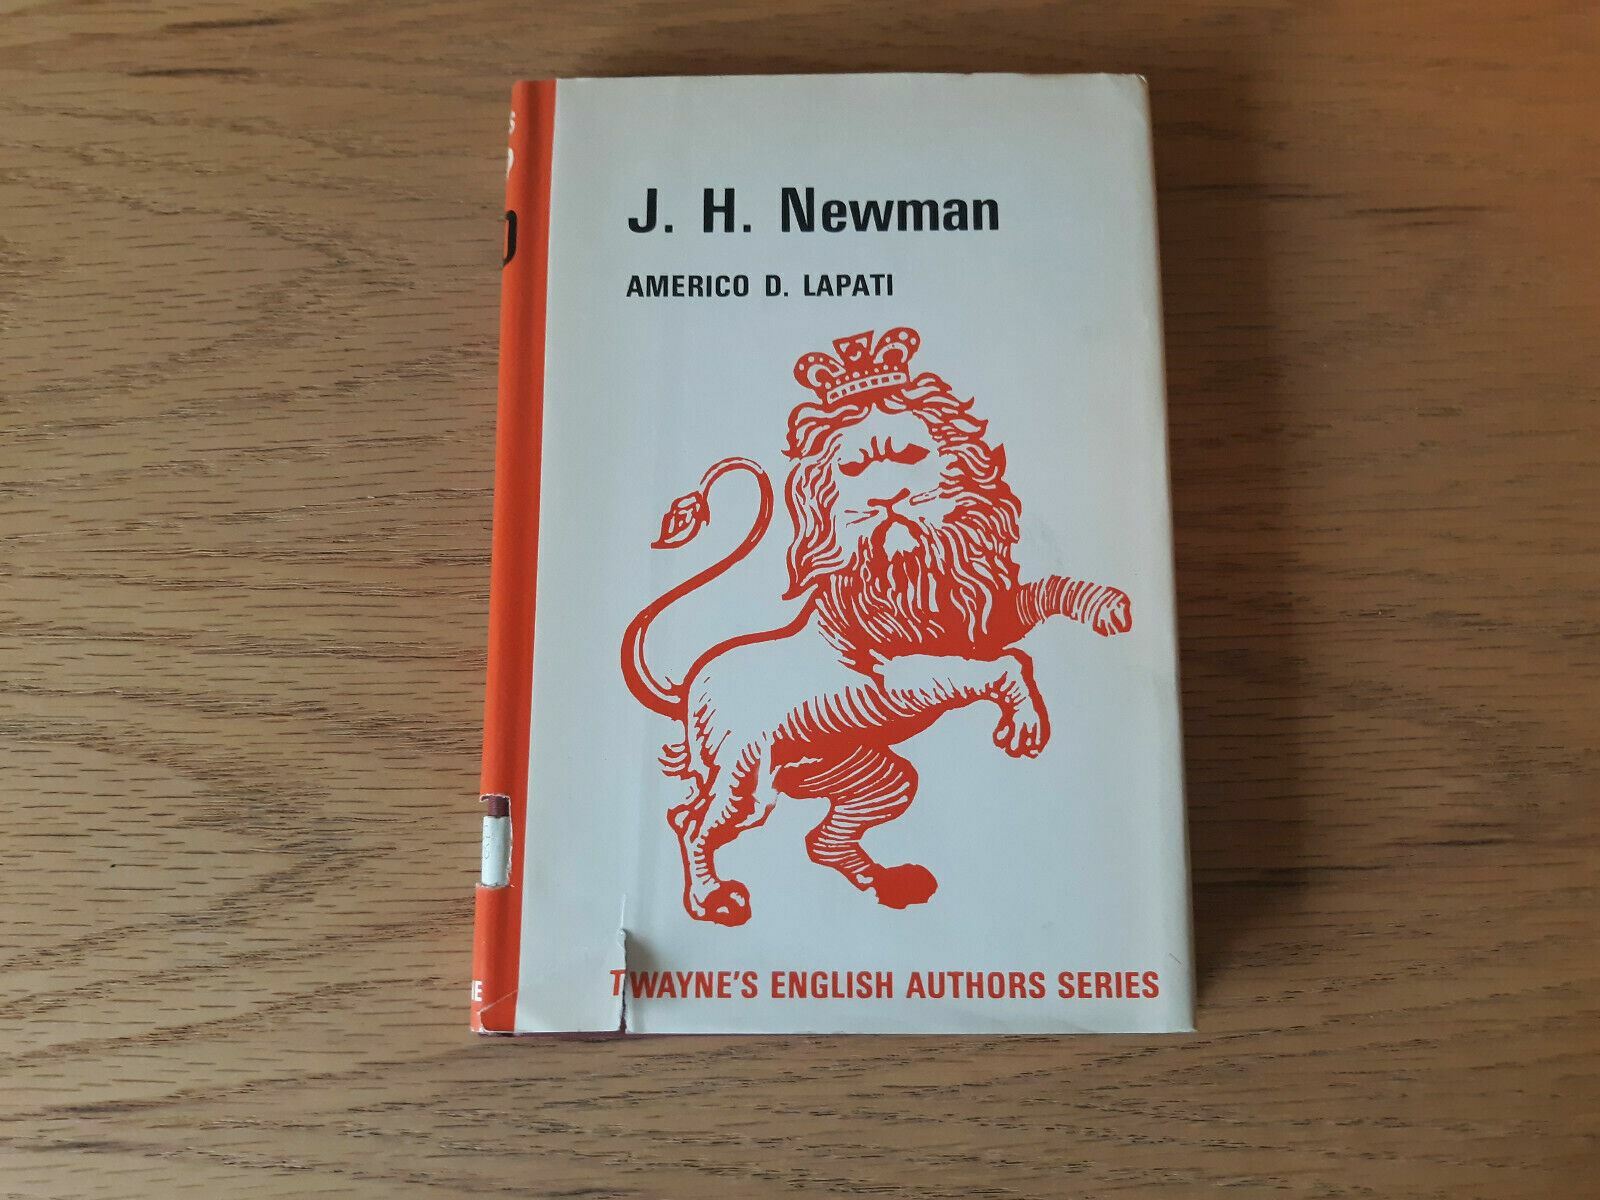 J. H. Newman
AMERICO D. LAPATI
TWAYNE'S ENGLISH AUTHORS SERIES